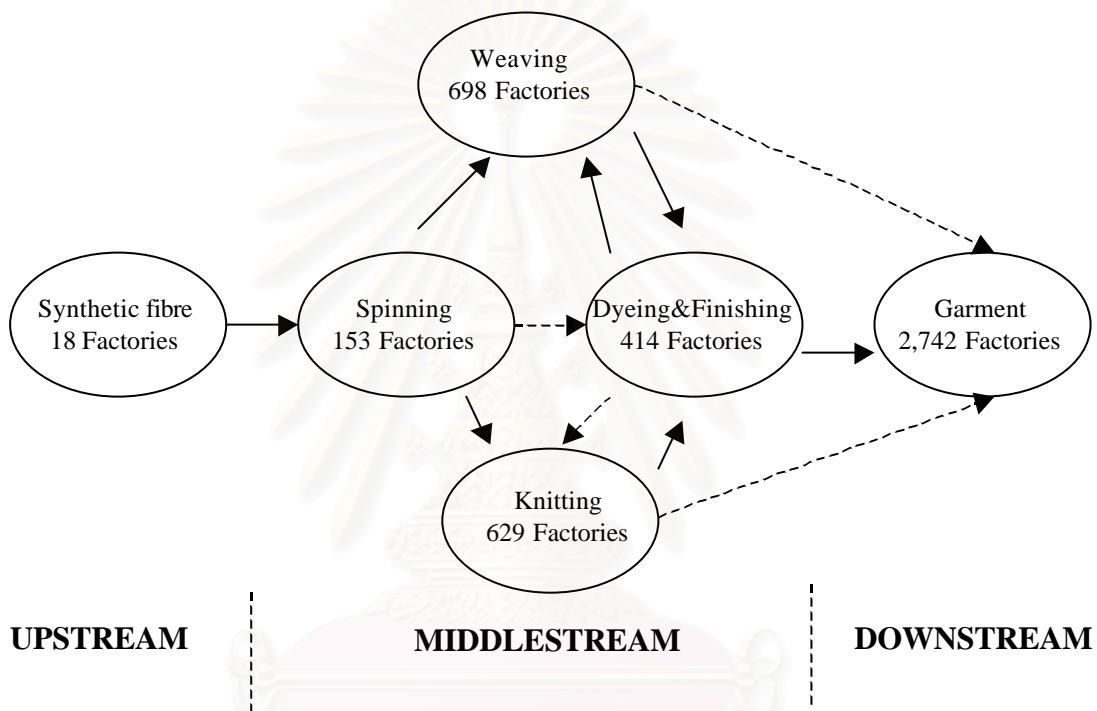 Weaving
698 Factories
Synthetic fibre
18 Factories
Spinning
153 Factories
Dyeing&Finishing
414 Factories
Garment
2,742 Factories
Knitting
629 Factories
UPSTREAM
MIDDLESTREAM
DOWNSTREAM